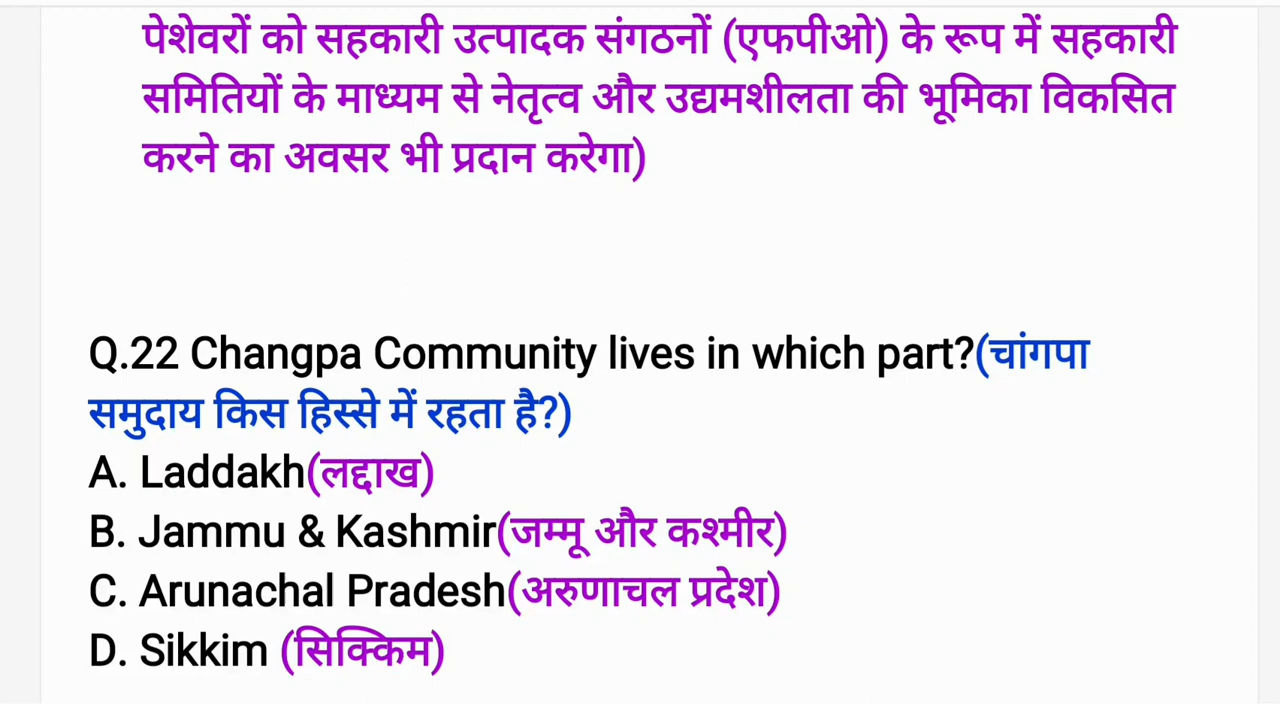 पेशेवरों को सहकारी उत्पादक संगठनों (एफपीओ) के रूप में सहकारी
समितियों के माध्यम से नेतृत्व और उद्यमशीलता की भूमिका विकसित
करने का अवसर भी प्रदान करेगा)
Q.22 Changpa Community lives in which part?(चांगपा
समुदाय किस हिस्से में रहता है?)
A. Laddakh(लद्दाख)
B. Jammu & Kashmir(जम्मू और कश्मीर)
C. Arunachal Pradesh(अरुणाचल प्रदेश)
D. Sikkim (सिक्किम)